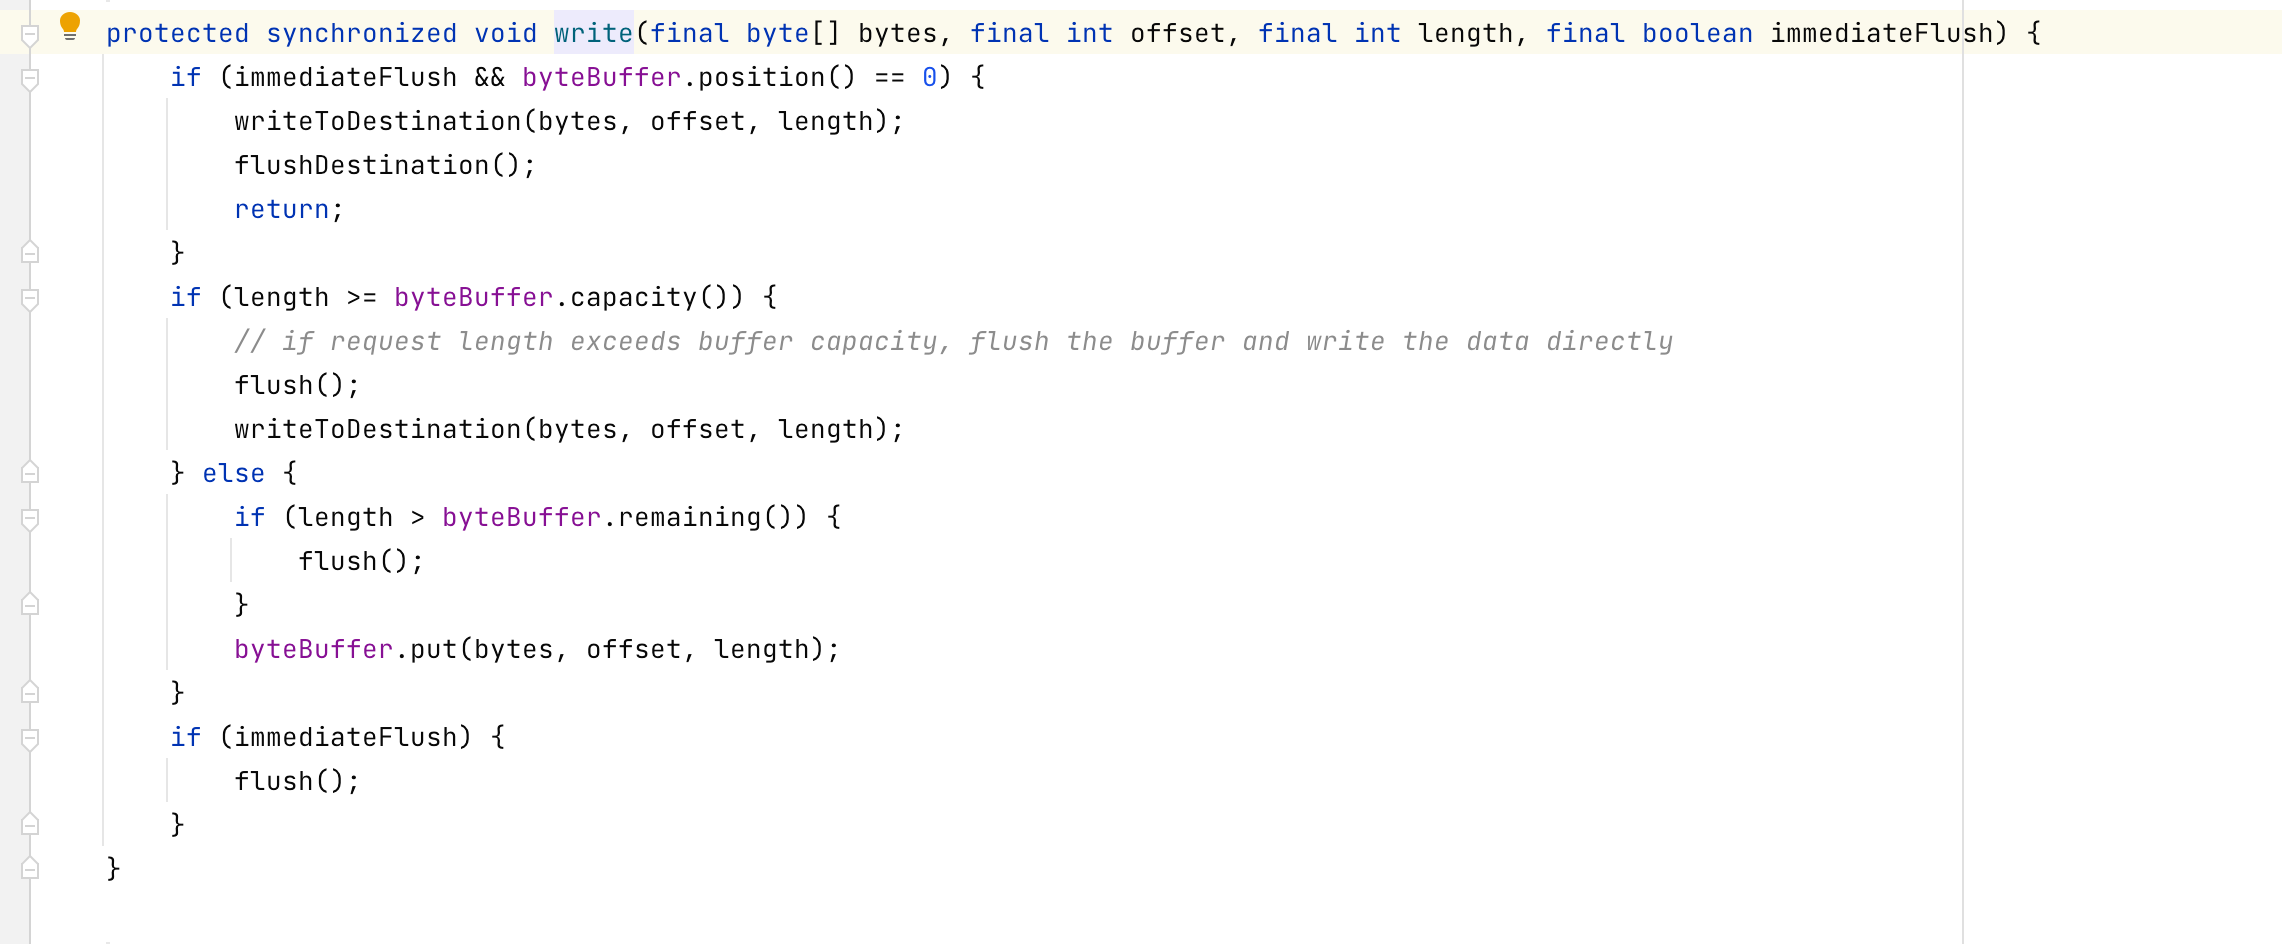 protected synchronized void write(final byte[] bytes, final int offset, final int length, final boolean immediateFlush) {
if (immediateFlush && byteBuffer.position() == 0) {
writeToDestination(bytes, offset, length);
flushDestination();
return;
}
if (length >= byteBuffer.capacity()) {
// if request length exceeds buffer capacity, flush the buffer and write the data directly
flush();
writeToDestination(bytes, offset, length);
} else {
if (length > byteBuffer.remaining()) {
flush();
}
byteBuffer.put(bytes, offset, length);
}
if (immediateFlush) {
flush();
}
}